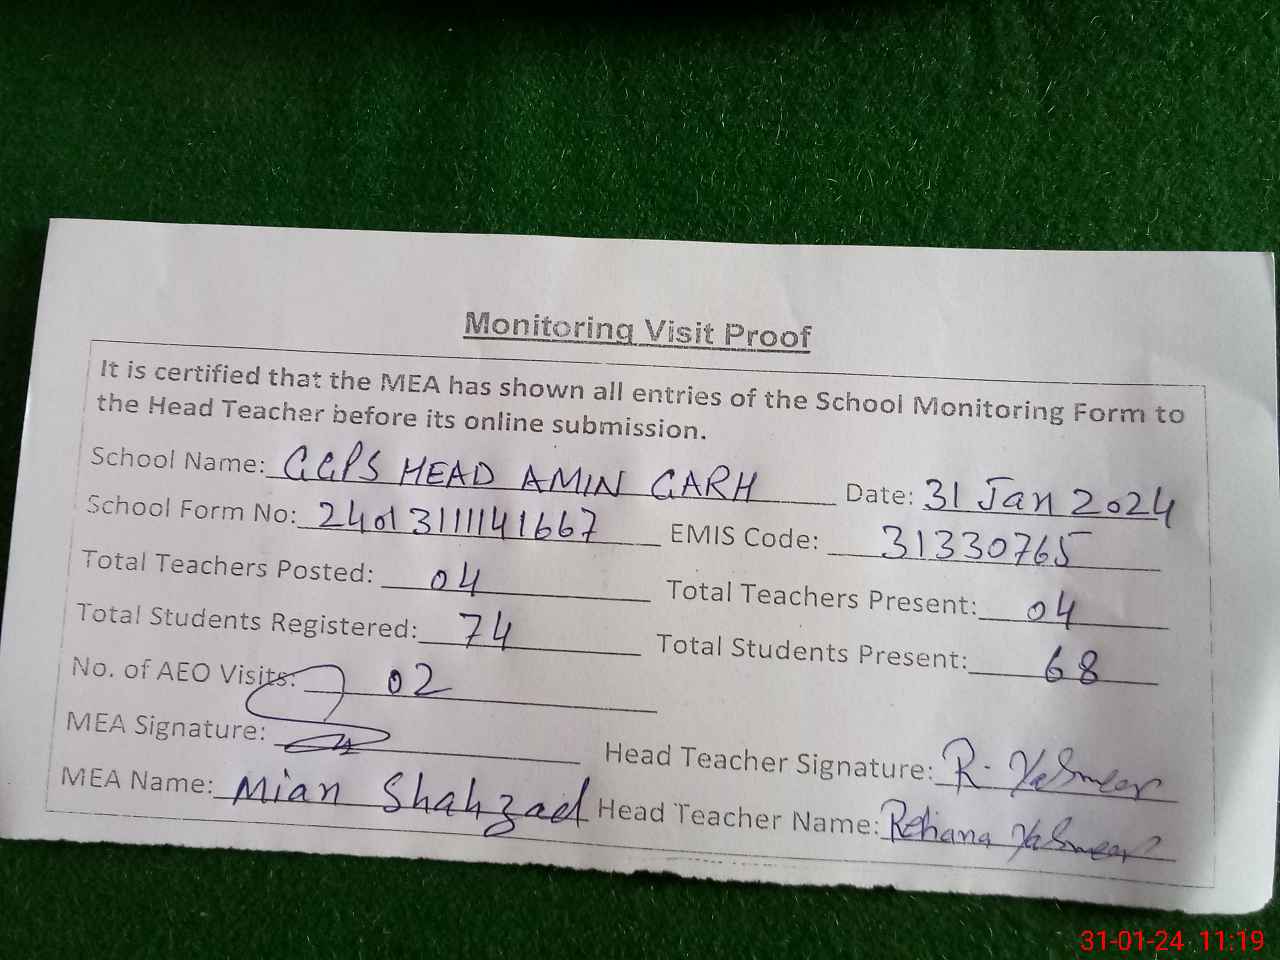 Monitoring Visit Proof
It is certified that the MEA has shown all entries of the School Monitoring Form to
the Head Teacher before its online submission.
School Name: GGPS HEAD AMIN GARH Date: 31 Jan 2024
School Form No: 24013111141667 EMIS Code: 31330765
Total Teachers Posted: 04 Total Teachers Present: 04
Total Students Registered: 74 Total Students Present: 68
No. of AEO Visits: 02
MEA Signature: Head Teacher Signature: R. Yasmeen
MEA Name: Mian Shahzad Head Teacher Name: Rehana Yasmeen
31-01-24 11:19